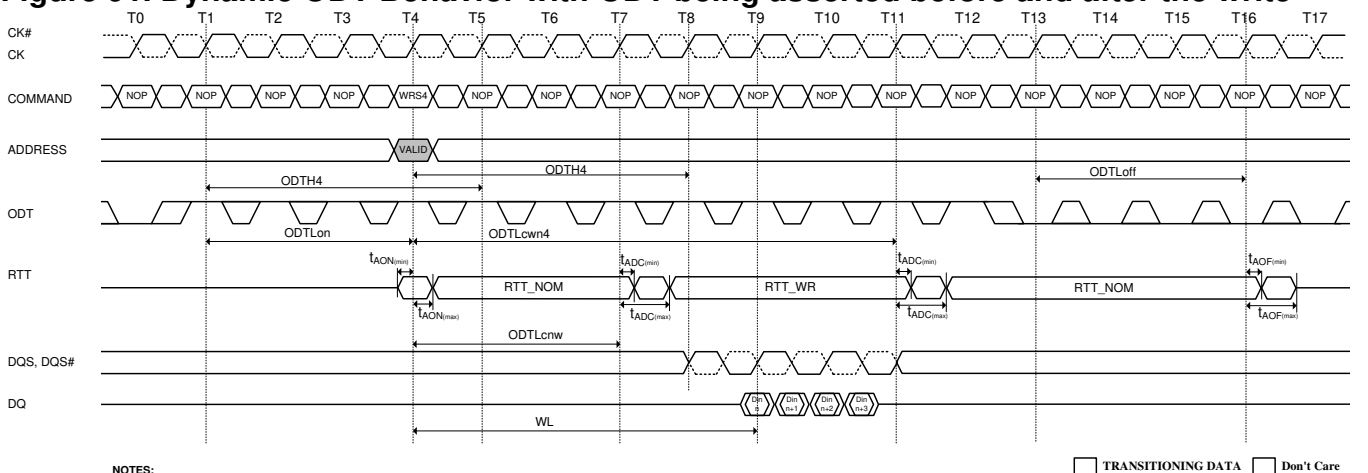 Dynamic ODT Behavior with ODT being asserted before and after the write
T0 T1 T2 T3 T4 T5 T6 T7 T8 T9 T10 T11 T12 T13 T14 T15 T16 T17
CK#
CK
COMMAND NOP NOP NOP NOP WRS4 NOP NOP NOP NOP NOP NOP NOP NOP NOP NOP NOP NOP NOP
ADDRESS VALID
ODTH4 ODTH4 ODTLoff
ODT
ODTLon ODTLcwn4
tAON(min) tADC(min) tADC(min) tAOF(min)
RTT RTT_NOM RTT_WR RTT_NOM
tAON(max) tADC(max) tADC(max) tAOF(max)
ODTLcnw
DQS, DQS#
DQ Din n Din n+1 Din n+2 Din n+3
WL
NOTES:
TRANSITIONING DATA Don't Care